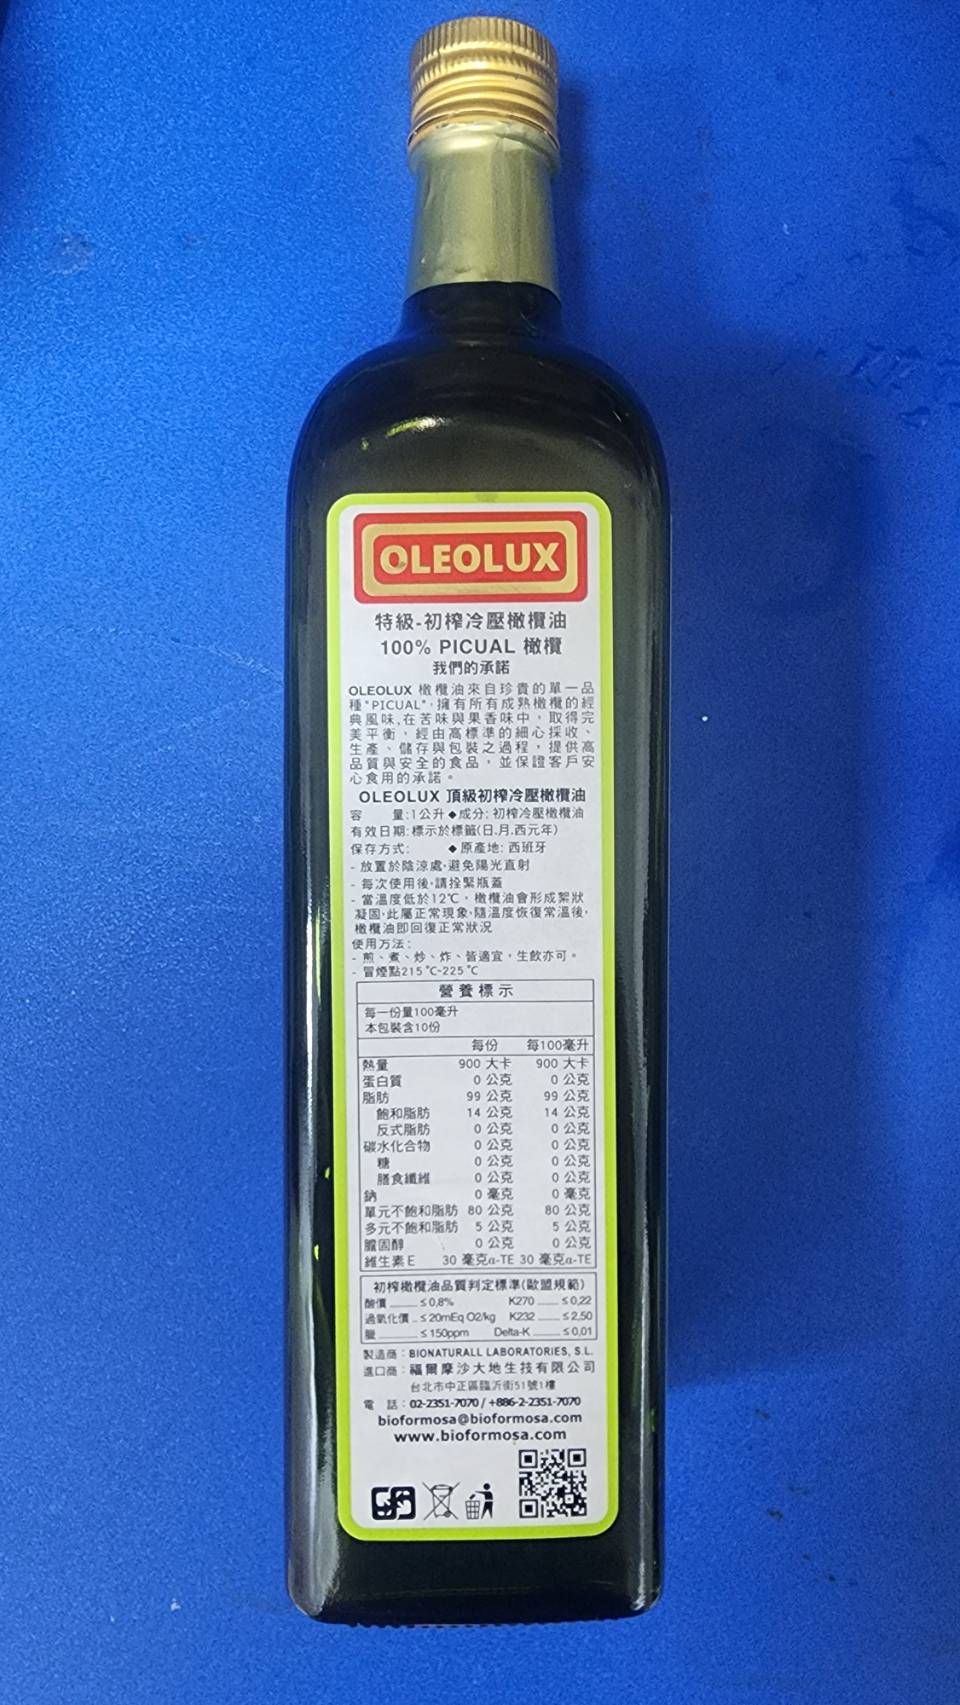 OLEOLUX
特級-初榨冷壓橄欖油
100% PICUAL 橄欖
我們的承諾
OLEOLUX 橄欖油來自珍貴的單一品
種"PICUAL"，擁有所有成熟橄欖的經
典風味,在苦味與果香味中，取得完
美平衡，經由高標準的細心採收、
生產、儲存與包裝之過程，提供高
品質與安全的食品，並保證客戶安
心食用的承諾。
OLEOLUX 頂級初榨冷壓橄欖油
容 量:1公升◆成分:初榨冷壓橄欖油
有效日期:標示於標籤(日.月.西元年)
保存方式: ◆原產地:西班牙
- 放置於陰涼處,避免陽光直射
- 每次使用後,請拴緊瓶蓋
- 當溫度低於12℃，橄欖油會形成絮狀
凝固,此屬正常現象,隨溫度恢復常溫後,
橄欖油即回復正常狀況
使用方法:
- 煎、煮、炒、炸、皆適宜，生飲亦可。
- 冒煙點215℃-225℃
營養標示
每一份量100毫升
本包裝含10份
每份 每100毫升
熱量 900 大卡 900 大卡
蛋白質 0 公克 0 公克
脂肪 99 公克 99 公克
飽和脂肪 14 公克 14 公克
反式脂肪 0 公克 0 公克
碳水化合物 0 公克 0 公克
糖 0 公克 0 公克
膳食纖維 0 公克 0 公克
鈉 0 毫克 0 毫克
單元不飽和脂肪 80 公克 80 公克
多元不飽和脂肪 5 公克 5 公克
膽固醇 0 公克 0 公克
維生素E 30 毫克α-TE 30 毫克α-TE
初榨橄欖油品質判定標準(歐盟規範)
酸價 ≤0,8% K270 ≤0,22
過氧化價 ≤20mEq O2/kg K232 ≤2,50
蠟 ≤150ppm Delta-K ≤0,01
製造商：BIONATURALL LABORATORIES, S.L.
進口商：福爾摩沙大地生技有限公司
台北市中正區臨沂街51號1樓
電 話：02-2351-7070 / +886-2-2351-7070
bioformosa@bioformosa.com
www.bioformosa.com